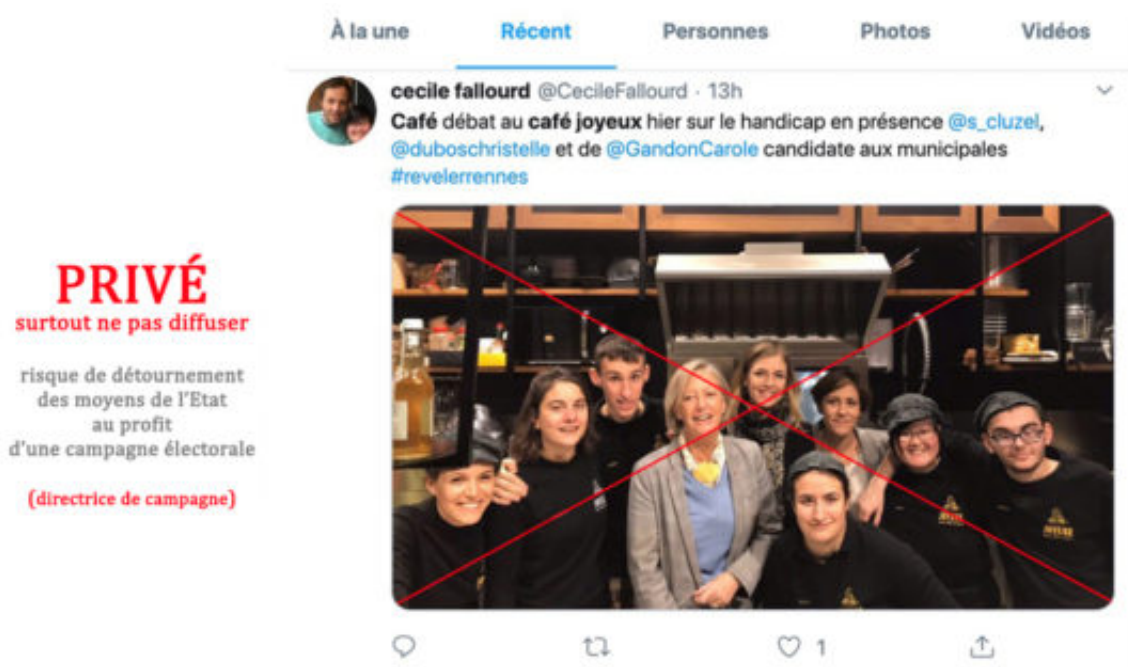 À la une Récent Personnes Photos Vidéos
cecile fallourd @CecileFallourd · 13h
Café débat au café joyeux hier sur le handicap en présence @s_cluzel,
@duboschristelle et de @GandonCarole candidate aux municipales
#revelerrennes
PRIVÉ
surtout ne pas diffuser
risque de détournement
des moyens de l'Etat
au profit
d'une campagne électorale
(directrice de campagne)
1